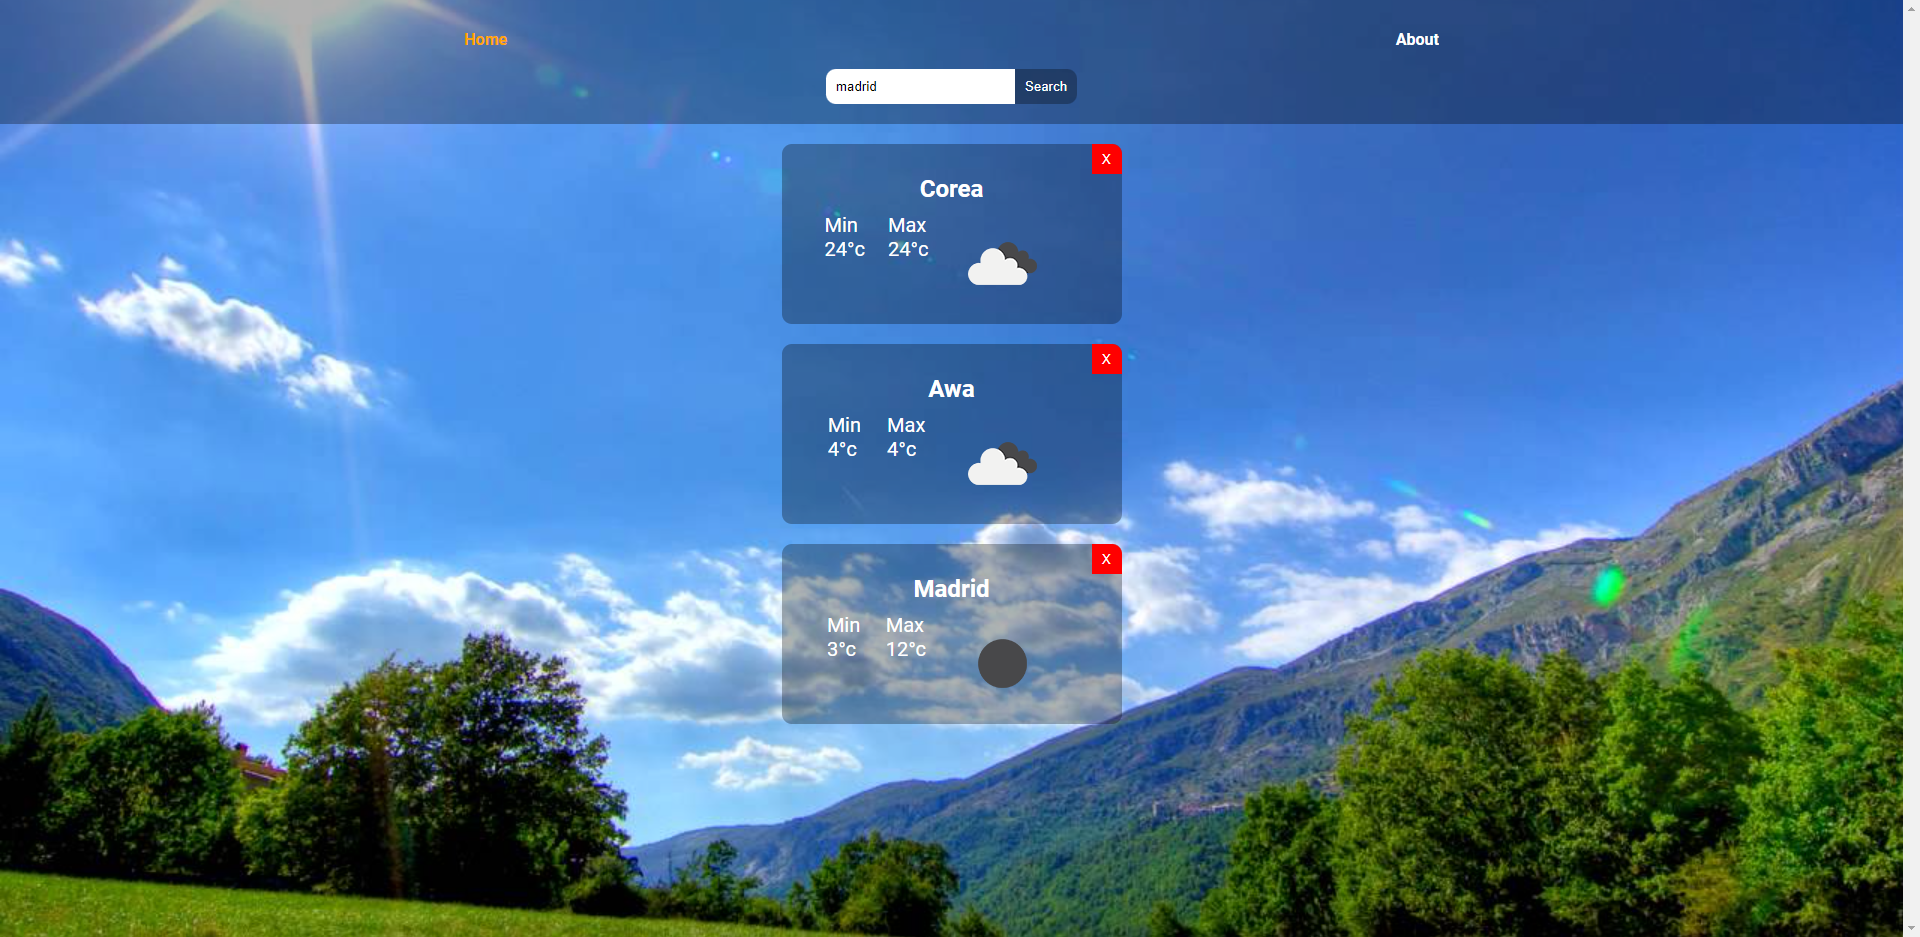 Home
About
madrid
Search
X
Corea
Min Max
24°c 24°c
X
Awa
Min Max
4°c 4°c
X
Madrid
Min Max
3°c 12°c